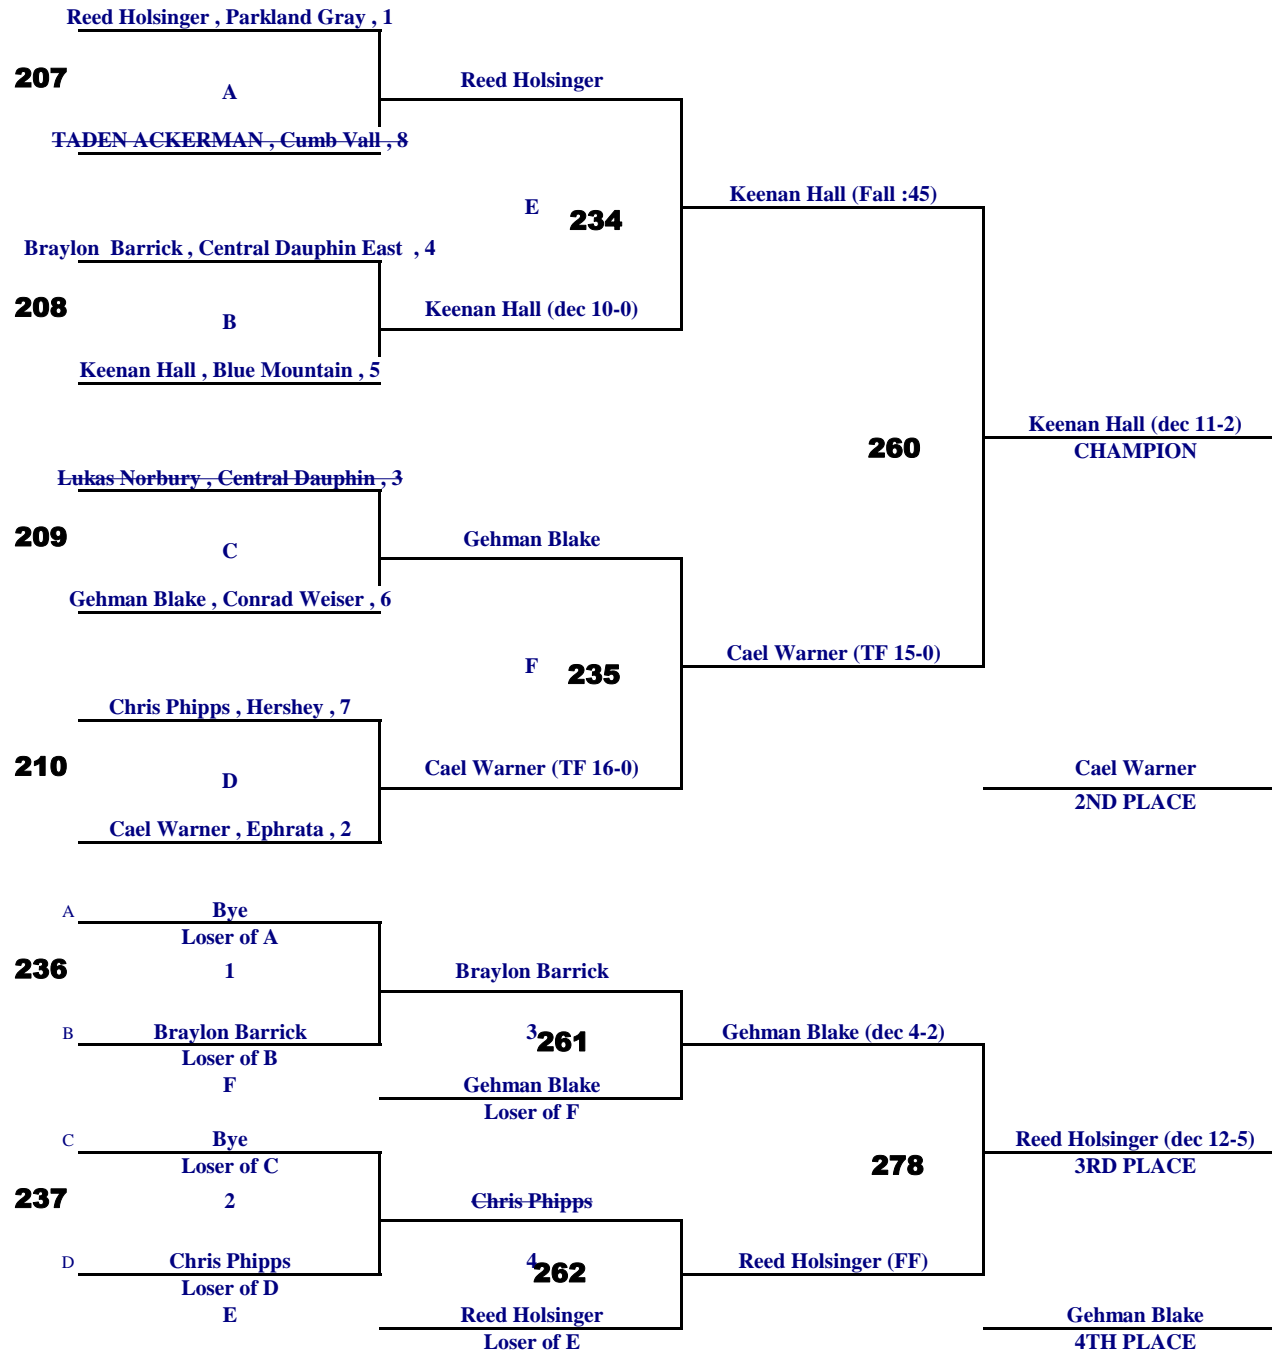 Reed Holsinger , Parkland Gray , 1
207
A
Reed Holsinger
TADEN ACKERMAN , Cumb Vall , 8
E
234
Keenan Hall (Fall :45)
Braylon Barrick , Central Dauphin East , 4
208
B
Keenan Hall (dec 10-0)
Keenan Hall , Blue Mountain , 5
260
Keenan Hall (dec 11-2)
CHAMPION
Lukas Norbury , Central Dauphin , 3
209
C
Gehman Blake
Gehman Blake , Conrad Weiser , 6
F
235
Cael Warner (TF 15-0)
Chris Phipps , Hershey , 7
210
D
Cael Warner (TF 16-0)
Cael Warner , Ephrata , 2
Cael Warner
2ND PLACE
A
Bye
Loser of A
236
1
Braylon Barrick
B
Braylon Barrick
Loser of B
3
261
Gehman Blake (dec 4-2)
F
Gehman Blake
Loser of F
C
Bye
Loser of C
237
2
Chris Phipps
278
Reed Holsinger (dec 12-5)
3RD PLACE
D
Chris Phipps
Loser of D
4
262
Reed Holsinger (FF)
E
Reed Holsinger
Loser of E
Gehman Blake
4TH PLACE